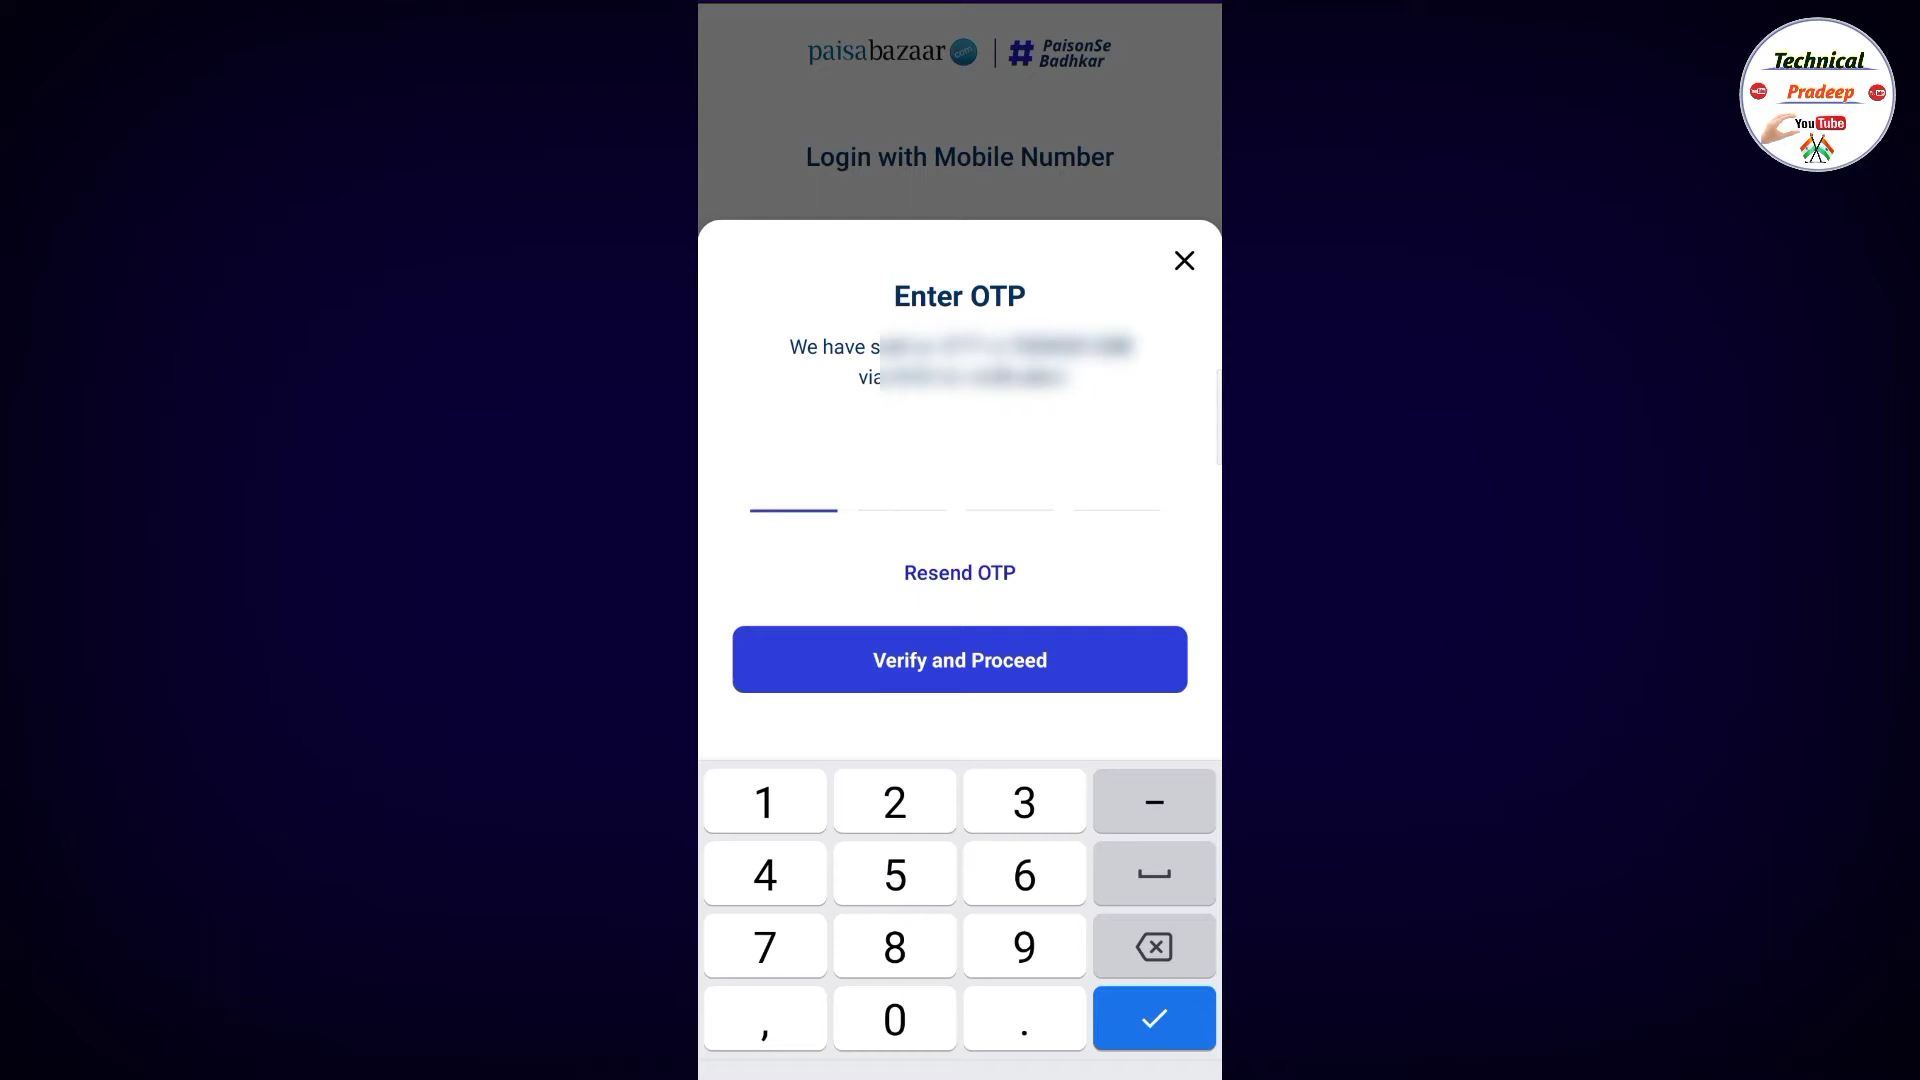 paisabazaar com
# PaisonSe
Badhkar
Technical
Pradeep
YouTube
Login with Mobile Number
Enter OTP
We have
via
Resend OTP
Verify and Proceed
1 2 3 –
4 5 6
7 8 9
, 0 .